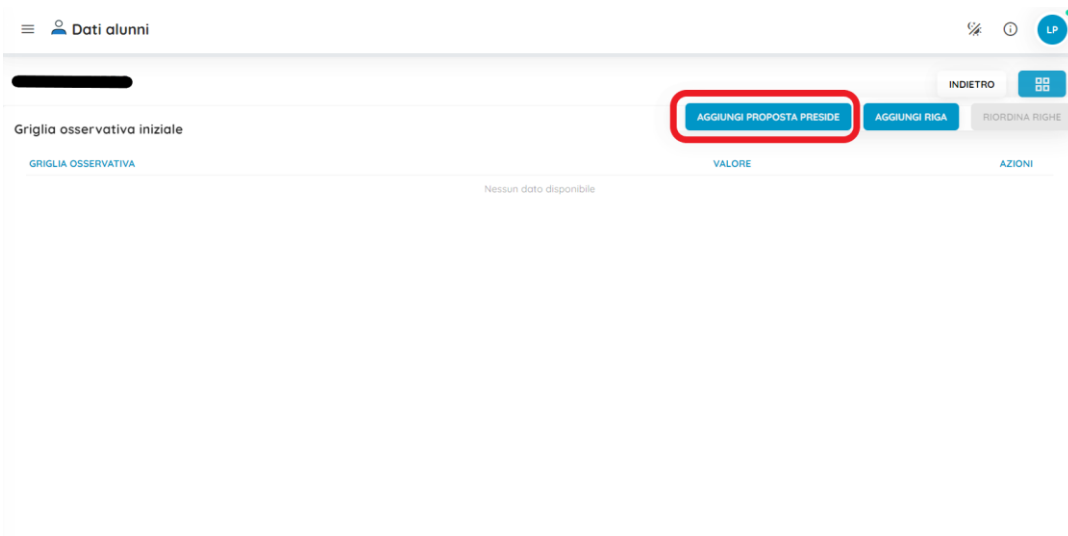 Dati alunni
LP
INDIETRO
AGGIUNGI PROPOSTA PRESIDE AGGIUNGI RIGA RIORDINA RIGHE
Griglia osservativa iniziale
GRIGLIA OSSERVATIVA VALORE AZIONI
Nessun dato disponibile